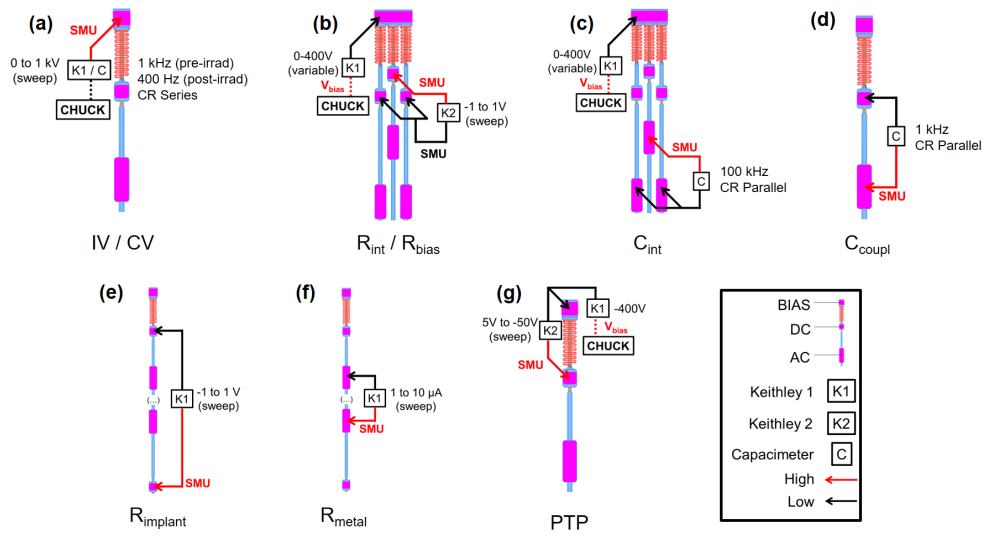 (a)
SMU
0 to 1 kV
(sweep)
K1 / C
CHUCK
1 kHz (pre-irrad)
400 Hz (post-irrad)
CR Series
IV / CV
(b)
0-400V
(variable)
K1
Vbias
CHUCK
SMU
K2
-1 to 1V
(sweep)
SMU
Rint / Rbias
(c)
0-400V
(variable)
K1
Vbias
CHUCK
SMU
C
100 kHz
CR Parallel
Cint
(d)
C
1 kHz
CR Parallel
SMU
Ccoupl
(e)
(...)
K1
-1 to 1 V
(sweep)
SMU
Rimplant
(f)
(...)
K1
1 to 10 µA
(sweep)
SMU
Rmetal
(g)
5V to -50V
(sweep)
K2
K1
-400V
Vbias
CHUCK
SMU
PTP
BIAS
DC
AC
Keithley 1
K1
Keithley 2
K2
Capacimeter
C
High
Low